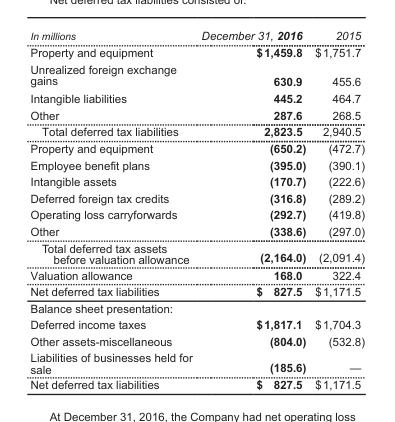 Net deferred tax liabilities consisted of:
In millions December 31, 2016 2015
Property and equipment $1,459.8 $1,751.7
Unrealized foreign exchange
gains 630.9 455.6
Intangible liabilities 445.2 464.7
Other 287.6 268.5
Total deferred tax liabilities 2,823.5 2,940.5
Property and equipment (650.2) (472.7)
Employee benefit plans (395.0) (390.1)
Intangible assets (170.7) (222.6)
Deferred foreign tax credits (316.8) (289.2)
Operating loss carryforwards (292.7) (419.8)
Other (338.6) (297.0)
Total deferred tax assets
before valuation allowance (2,164.0) (2,091.4)
Valuation allowance 168.0 322.4
Net deferred tax liabilities $ 827.5 $1,171.5
Balance sheet presentation:
Deferred income taxes $1,817.1 $1,704.3
Other assets-miscellaneous (804.0) (532.8)
Liabilities of businesses held for
sale (185.6) —
Net deferred tax liabilities $ 827.5 $1,171.5
At December 31, 2016, the Company had net operating loss